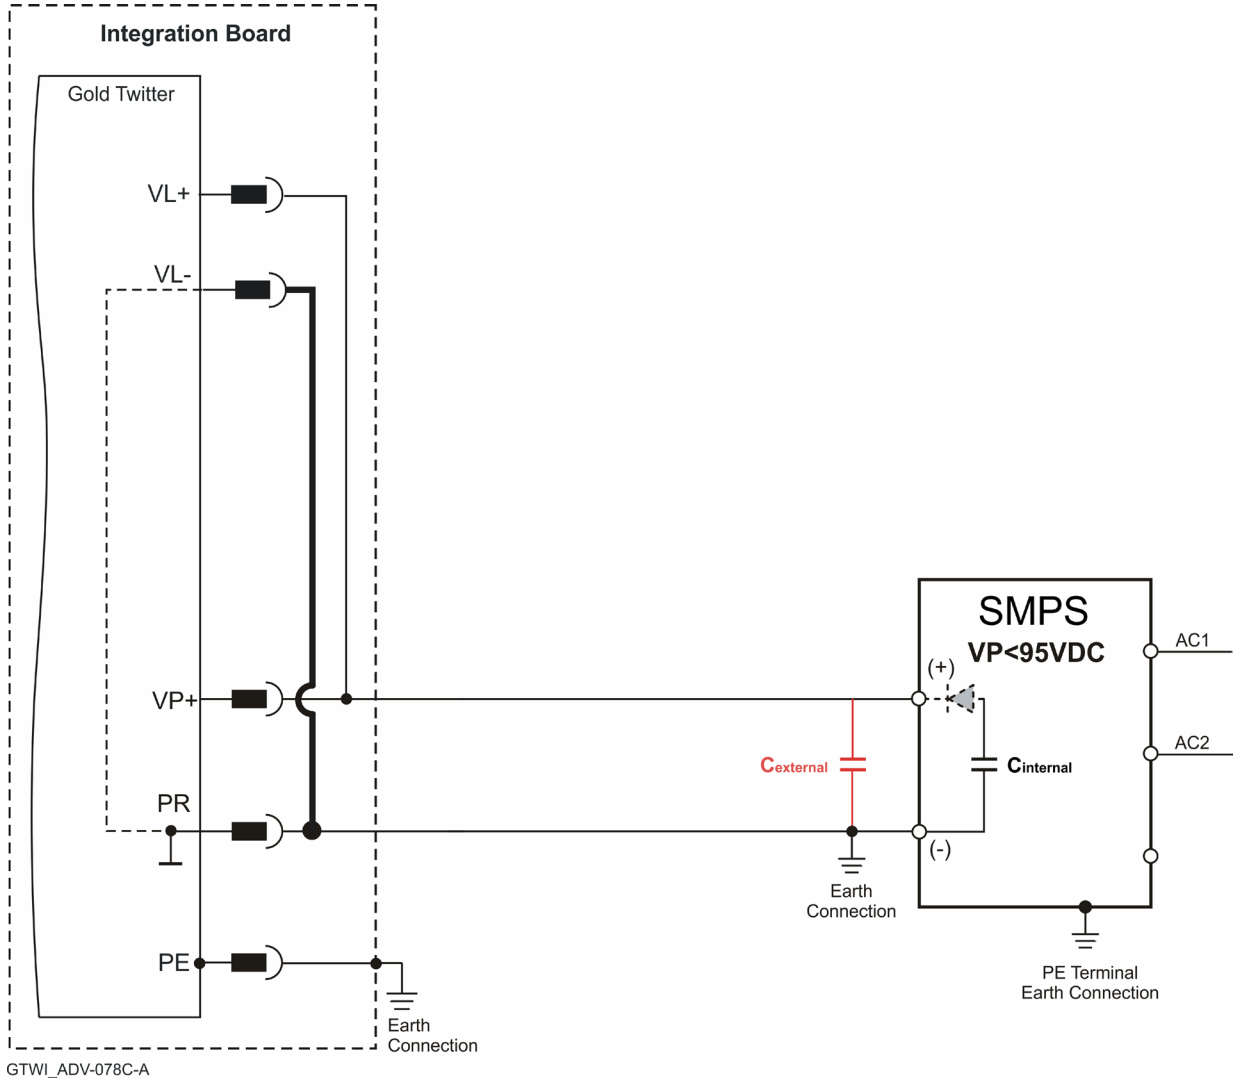 Integration Board
Gold Twitter
VL+
VL-
VP+
PR
PE
Earth
Connection
Cexternal
Earth
Connection
SMPS
VP<95VDC
(+)
Cinternal
(-)
AC1
AC2
PE Terminal
Earth Connection
GTWI_ADV-078C-A